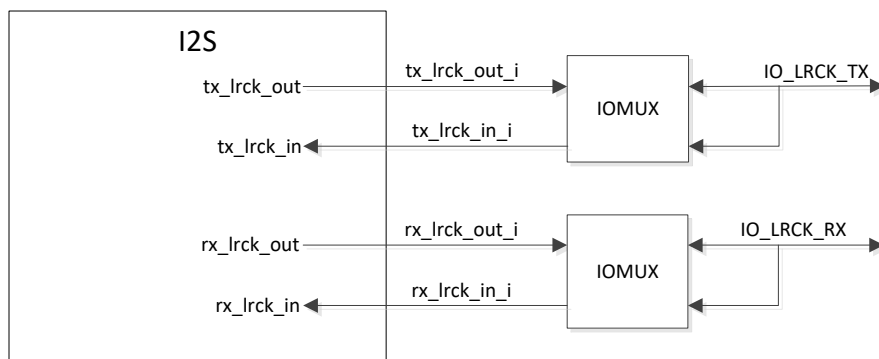 I2S
tx_lrck_out
tx_lrck_out_i
IO_LRCK_TX
IOMUX
tx_lrck_in
tx_lrck_in_i
rx_lrck_out
rx_lrck_out_i
IO_LRCK_RX
IOMUX
rx_lrck_in
rx_lrck_in_i